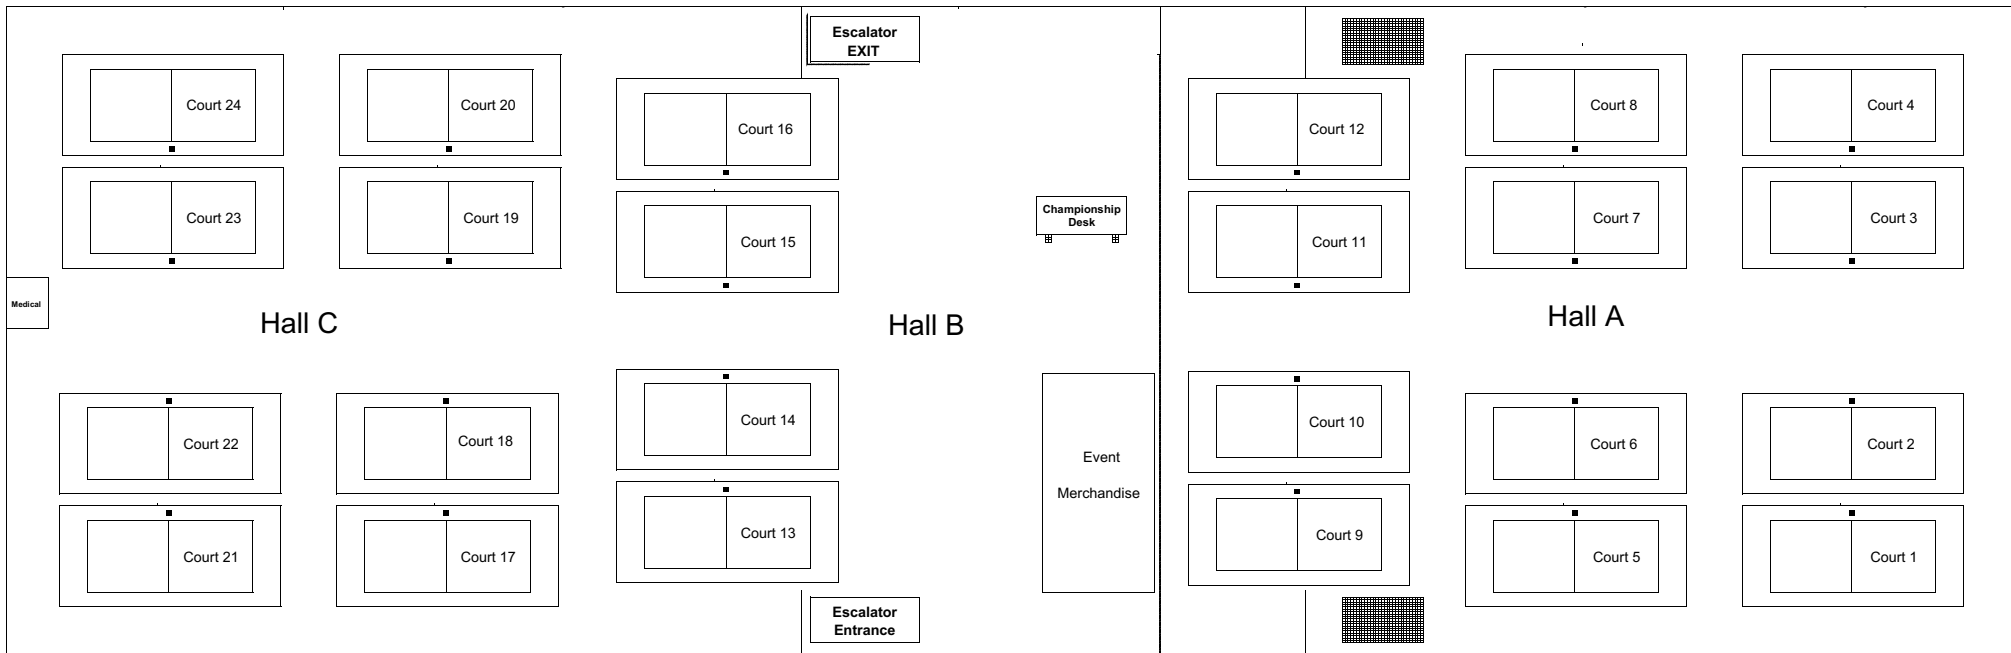 Escalator
EXIT
Court 24
Court 20
Court 16
Court 12
Court 8
Court 4
Court 23
Court 19
Court 15
Championship
Desk
Court 11
Court 7
Court 3
Medical
Hall C
Hall B
Hall A
Court 22
Court 18
Court 14
Court 10
Court 6
Court 2
Event
Merchandise
Court 21
Court 17
Court 13
Court 9
Court 5
Court 1
Escalator
Entrance